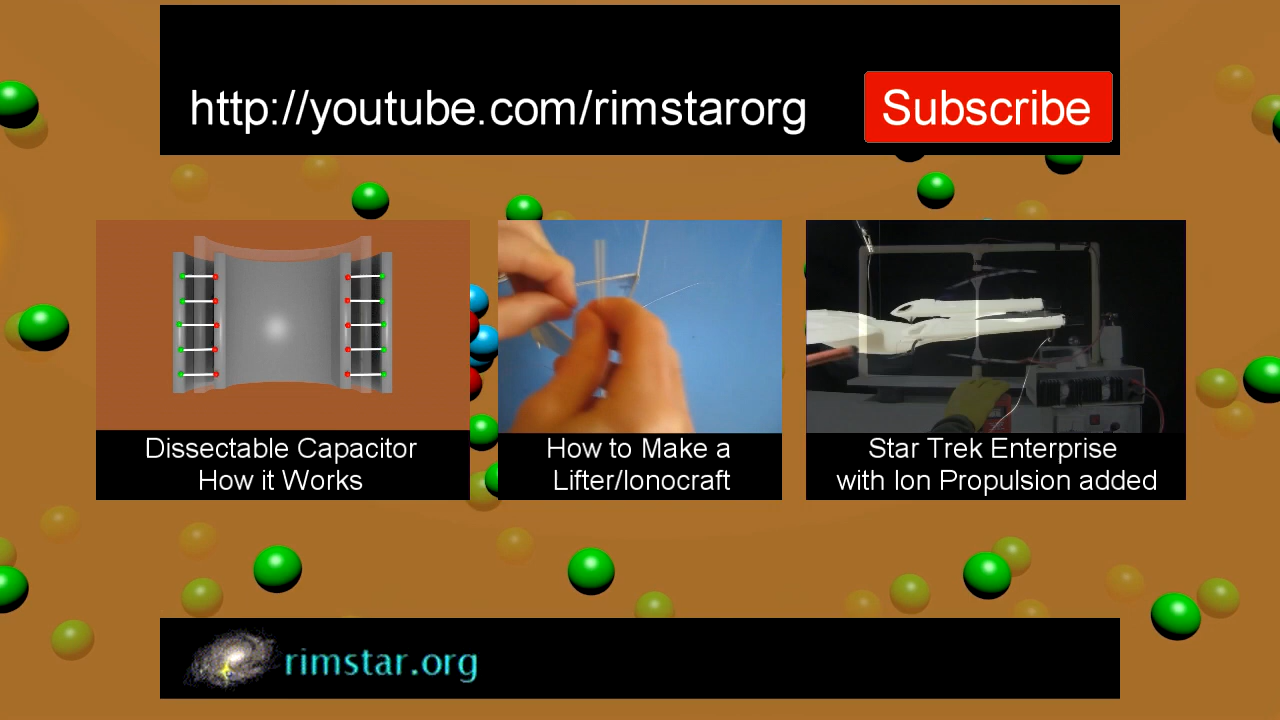 http://youtube.com/rimstarorg
Subscribe
Dissectable Capacitor
How it Works
How to Make a
Lifter/Ionocraft
Star Trek Enterprise
with Ion Propulsion added
rimstar.org